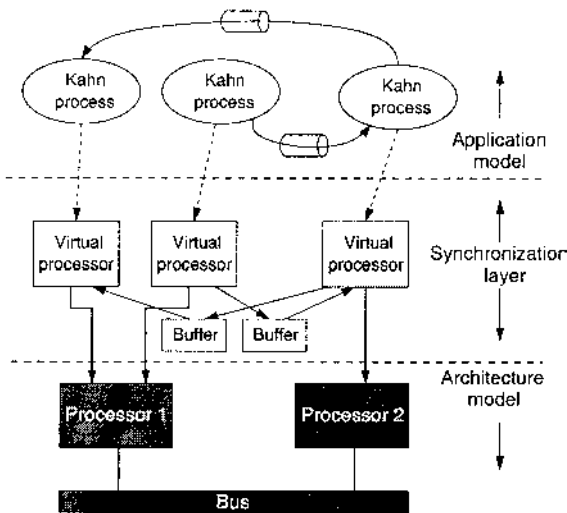 Kahn
process
Kahn
process
Kahn
process
Application
model
Virtual
processor
Virtual
processor
Virtual
processor
Synchronization
layer
Buffer
Buffer
Architecture
model
Processor 1
Processor 2
Bus